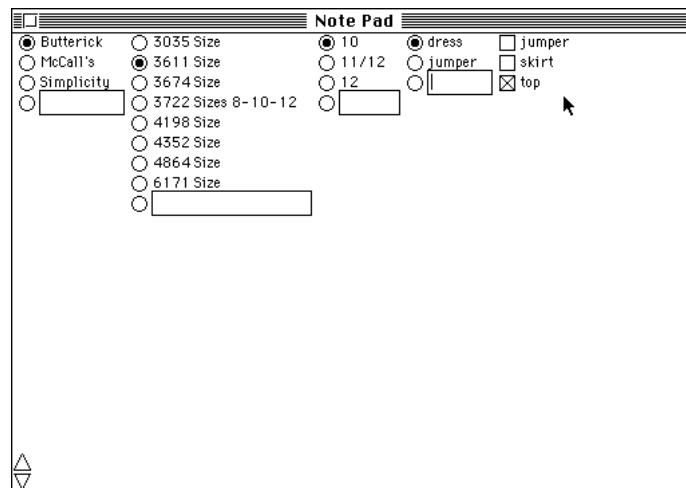 Note Pad
Butterick 3035 Size 10 dress jumper
McCall's 3611 Size 11/12 jumper skirt
Simplicity 3674 Size 12 top
3722 Sizes 8-10-12
4198 Size
4352 Size
4864 Size
6171 Size